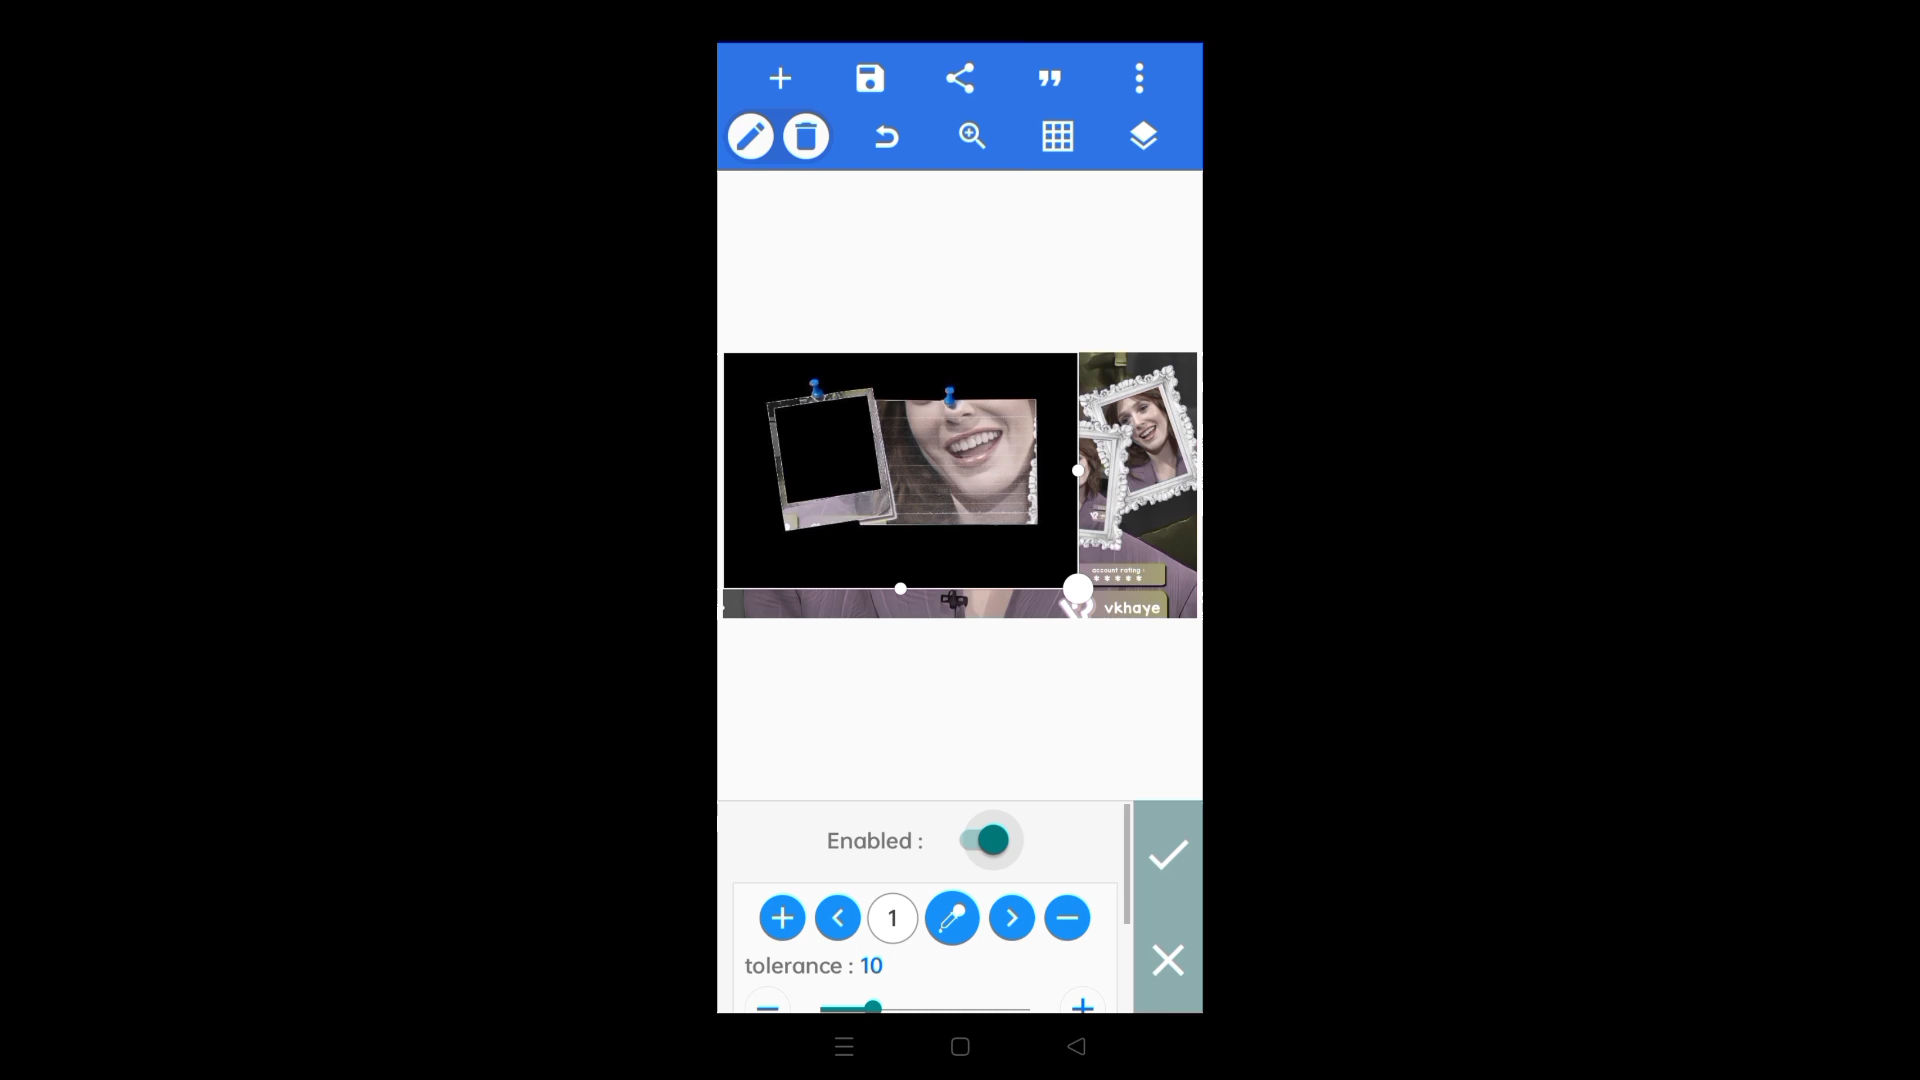 account rating :
vkhaye
Enabled :
1
tolerance : 10